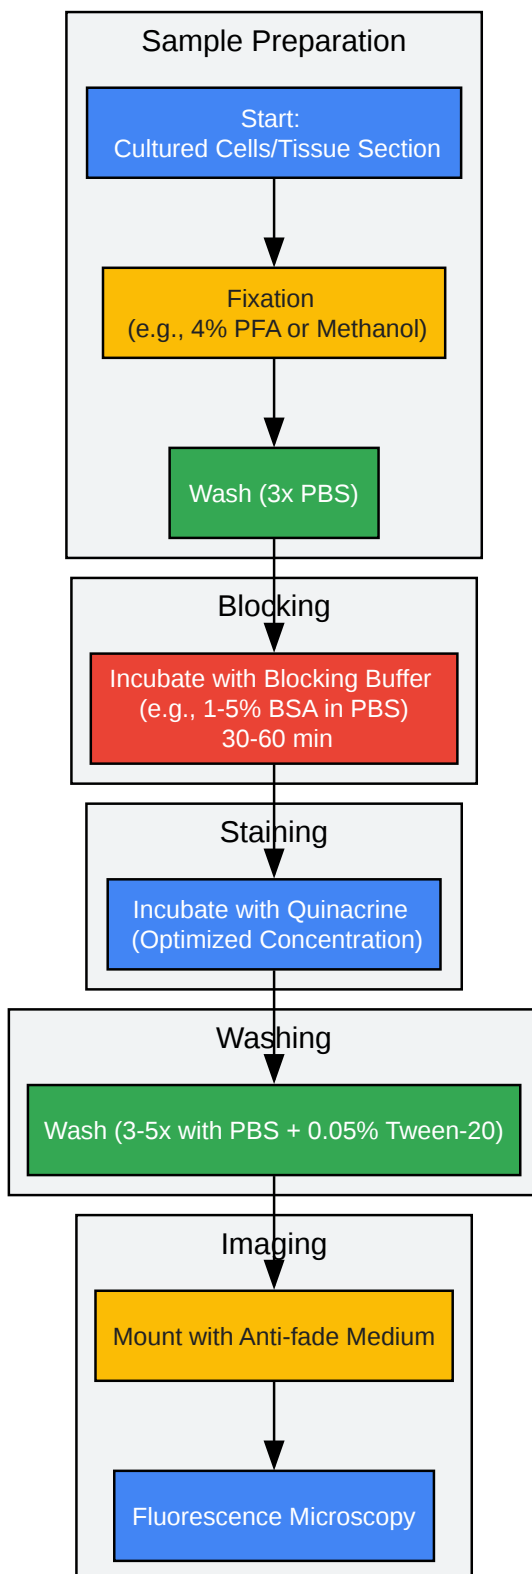 Sample Preparation
Start:
Cultured Cells/Tissue Section
Fixation
(e.g., 4% PFA or Methanol)
Wash (3x PBS)
Blocking
Incubate with Blocking Buffer
(e.g., 1-5% BSA in PBS)
30-60 min
Staining
Incubate with Quinacrine
(Optimized Concentration)
Washing
Wash (3-5x with PBS + 0.05% Tween-20)
Imaging
Mount with Anti-fade Medium
Fluorescence Microscopy